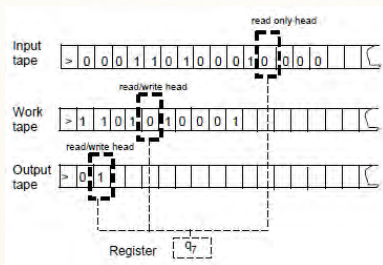 read only head
Input
tape
> 0 0 0 1 1 0 1 0 0 0 1 0 0 0 0
read/write head
Work
tape
> 1 1 0 1 0 1 0 0 0 1
read/write head
Output
tape
> 0 1
Register q7